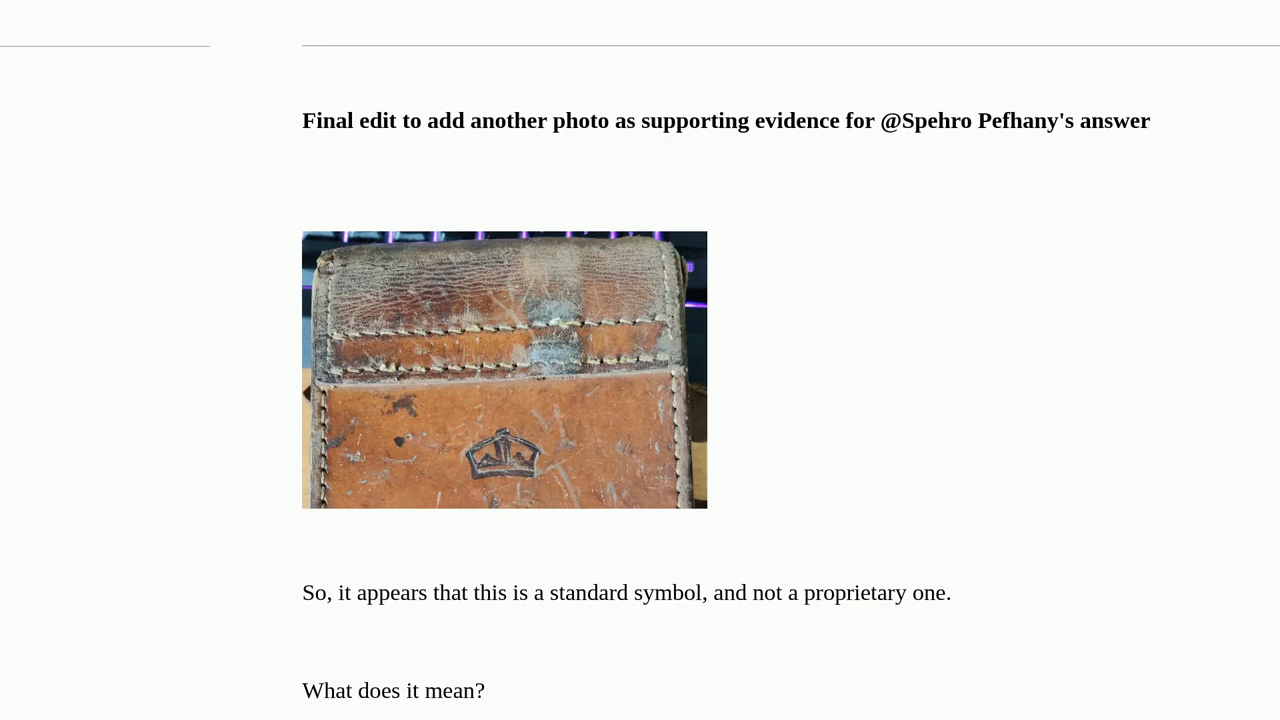 Final edit to add another photo as supporting evidence for @Spehro Pefhany's answer
So, it appears that this is a standard symbol, and not a proprietary one.
What does it mean?